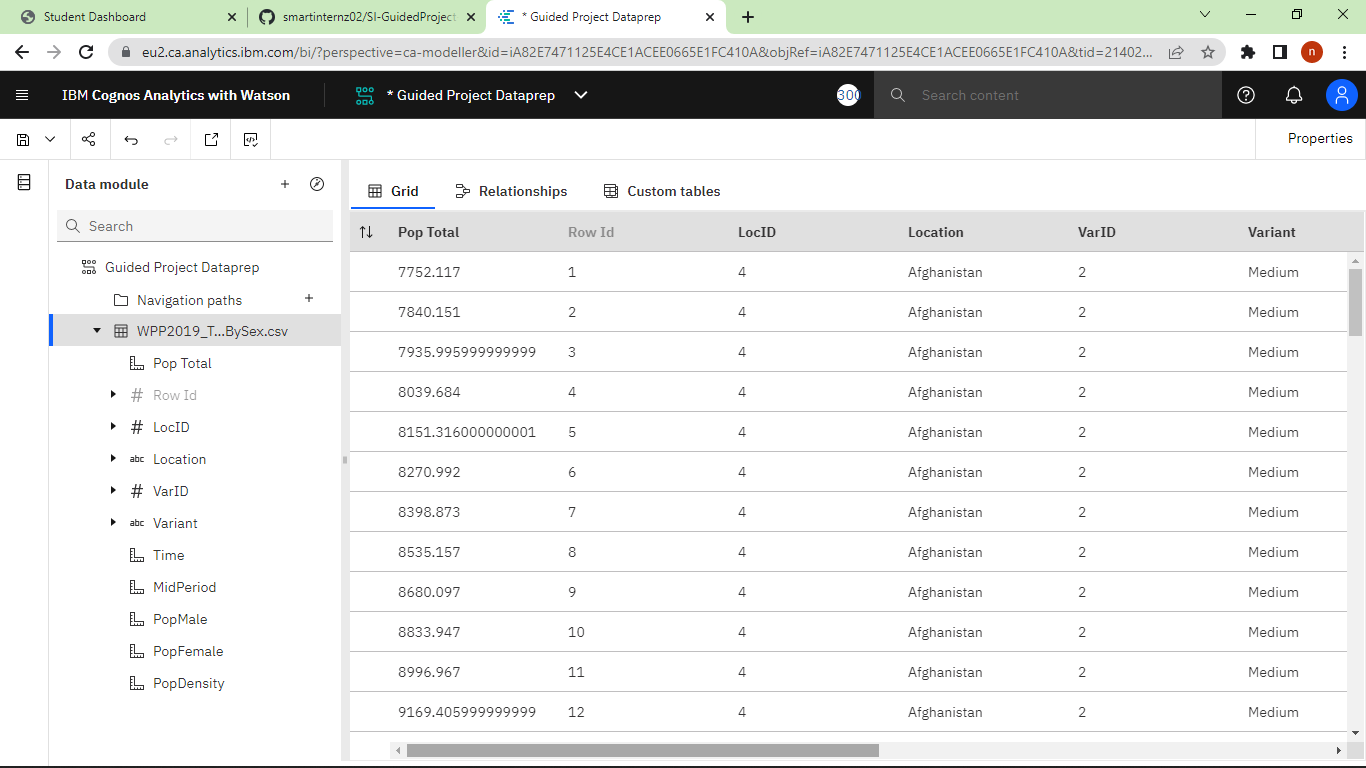 Student Dashboard
smartinternz02/SI-GuidedProject
* Guided Project Dataprep
eu2.ca.analytics.ibm.com/bi/?perspective=ca-modeller&id=iA82E7471125E4CE1ACEE0665E1FC410A&objRef=iA82E7471125E4CE1ACEE0665E1FC410A&tid=21402...
n
IBM Cognos Analytics with Watson
* Guided Project Dataprep
300
Search content
Properties
Data module
Search
Guided Project Dataprep
Navigation paths
WPP2019_T...BySex.csv
Pop Total
# Row Id
# LocID
abc Location
# VarID
abc Variant
Time
MidPeriod
PopMale
PopFemale
PopDensity
Grid Relationships Custom tables
Pop Total Row Id LocID Location VarID Variant
7752.117 1 4 Afghanistan 2 Medium
7840.151 2 4 Afghanistan 2 Medium
7935.995999999999 3 4 Afghanistan 2 Medium
8039.684 4 4 Afghanistan 2 Medium
8151.316000000001 5 4 Afghanistan 2 Medium
8270.992 6 4 Afghanistan 2 Medium
8398.873 7 4 Afghanistan 2 Medium
8535.157 8 4 Afghanistan 2 Medium
8680.097 9 4 Afghanistan 2 Medium
8833.947 10 4 Afghanistan 2 Medium
8996.967 11 4 Afghanistan 2 Medium
9169.405999999999 12 4 Afghanistan 2 Medium